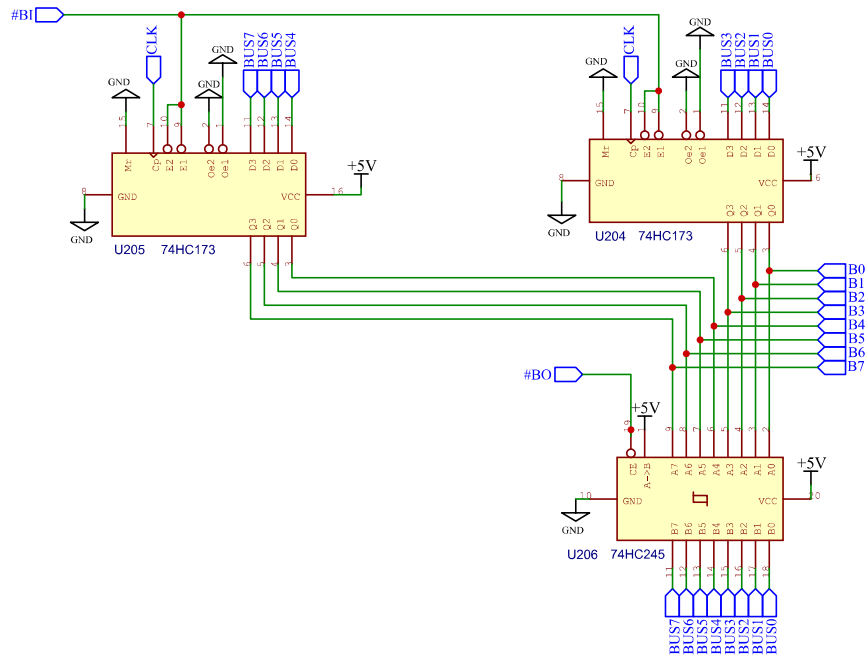 #BI
CLK
GND
GND
GND
BUS7
BUS6
BUS5
BUS4
15
7
10
9
2
1
11
12
13
14
Mr
Cp
E2
E1
Oe2
Oe1
D3
D2
D1
D0
8
GND
VCC
16
+5V
GND
Q3
Q2
Q1
Q0
U205 74HC173
6
5
4
3
CLK
GND
GND
GND
BUS3
BUS2
BUS1
BUS0
15
7
10
9
2
1
11
12
13
14
Mr
Cp
E2
E1
Oe2
Oe1
D3
D2
D1
D0
8
GND
VCC
16
+5V
GND
Q3
Q2
Q1
Q0
U204 74HC173
6
5
4
3
B0
B1
B2
B3
B4
B5
B6
B7
#BO
+5V
19
1
9
8
7
6
5
4
3
2
CE
A->B
A7
A6
A5
A4
A3
A2
A1
A0
10
GND
VCC
20
+5V
GND
B7
B6
B5
B4
B3
B2
B1
B0
U206 74HC245
11
12
13
14
15
16
17
18
BUS7
BUS6
BUS5
BUS4
BUS3
BUS2
BUS1
BUS0